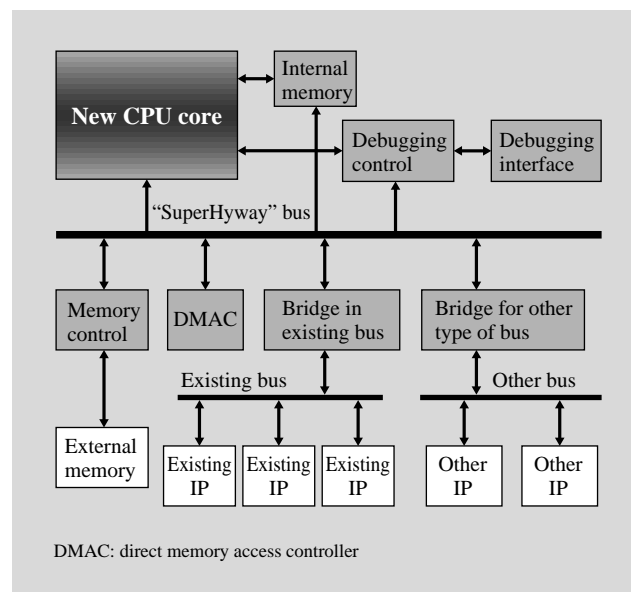 Internal
memory
New CPU core
Debugging
control
Debugging
interface
“SuperHyway” bus
Memory
control
DMAC
Bridge in
existing bus
Bridge for other
type of bus
Existing bus
Other bus
External
memory
Existing
IP
Existing
IP
Existing
IP
Other
IP
Other
IP
DMAC: direct memory access controller